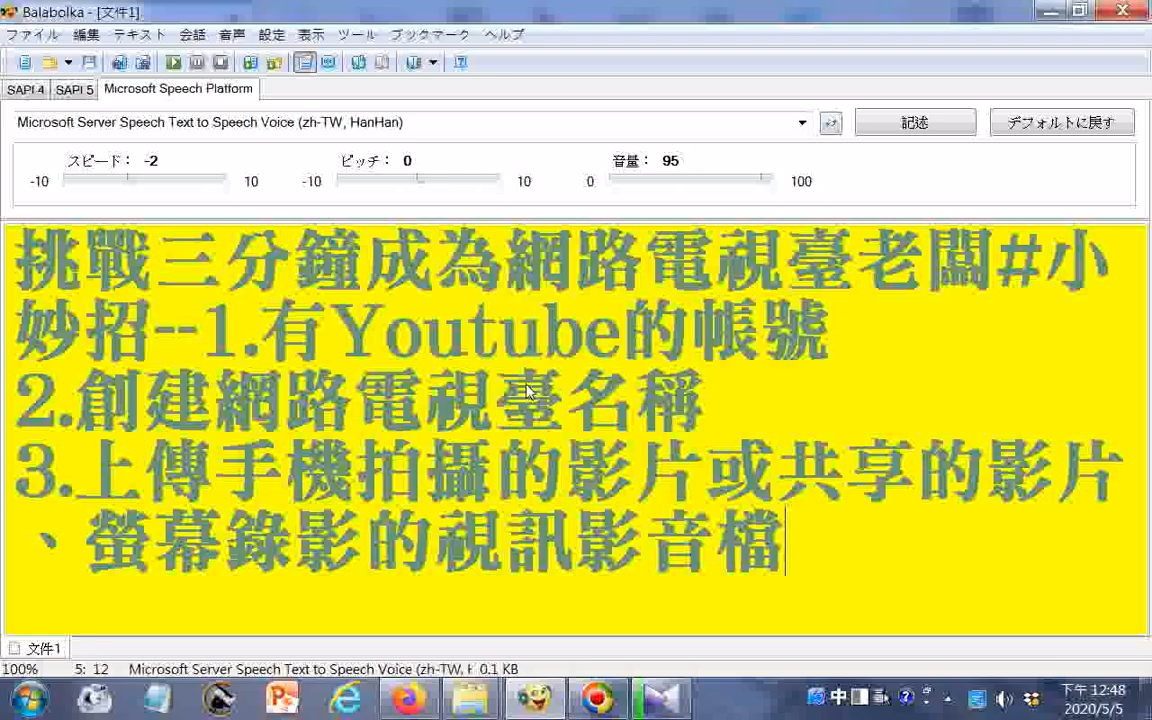 Balabolka - [文件1]
ファイル 編集 テキスト 会話 音声 設定 表示 ツール ブックマーク ヘルプ
SAPI 4 SAPI 5 Microsoft Speech Platform
Microsoft Server Speech Text to Speech Voice (zh-TW, HanHan) 記述 デフォルトに戻す
スピード： -2 ピッチ： 0 音量： 95
-10 10 -10 10 0 100
挑戰三分鐘成為網路電視臺老闆#小
妙招--1.有Youtube的帳號
2.創建網路電視臺名稱
3.上傳手機拍攝的影片或共享的影片
、螢幕錄影的視訊影音檔
文件1
100% 5: 12 Microsoft Server Speech Text to Speech Voice (zh-TW, H 0.1 KB
中 下午 12:48
2020/5/5